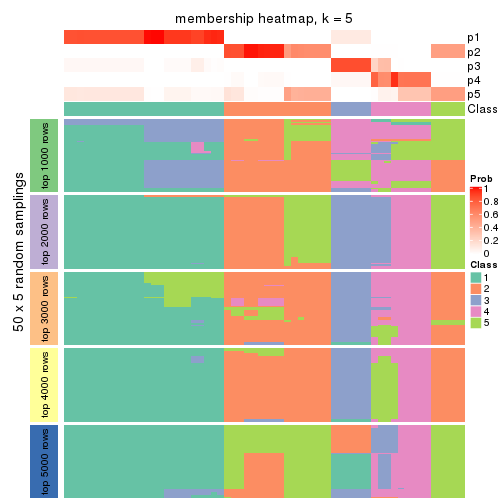 membership heatmap, k = 5
p1
p2
p3
p4
p5
Class
50 x 5 random samplings
top 1000 rows
top 2000 rows
top 3000 rows
top 4000 rows
top 5000 rows
Prob
1
0.8
0.6
0.4
0.2
0
Class
1
2
3
4
5